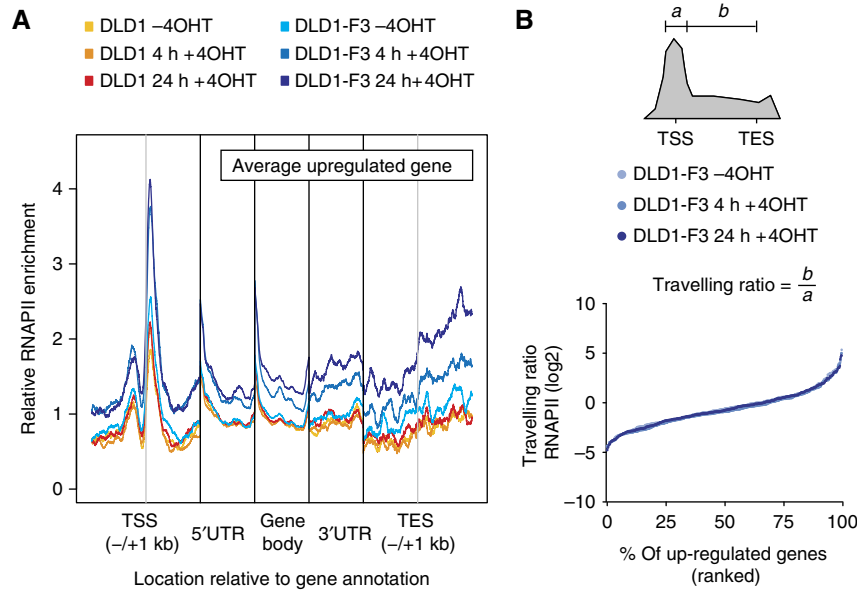 A
DLD1 –4OHT
DLD1 4 h +4OHT
DLD1 24 h +4OHT
DLD1-F3 –4OHT
DLD1-F3 4 h +4OHT
DLD1-F3 24 h+4OHT
Average upregulated gene
Relative RNAPII enrichment
4
3
2
1
0
TSS
(–/+1 kb)
5′UTR
Gene
body
3′UTR
TES
(–/+1 kb)
Location relative to gene annotation
B
a
b
TSS
TES
DLD1-F3 –4OHT
DLD1-F3 4 h +4OHT
DLD1-F3 24 h +4OHT
Travelling ratio = b/a
Travelling ratio
RNAPII (log2)
10
5
0
–5
–10
0
25
50
75
100
% Of up-regulated genes
(ranked)